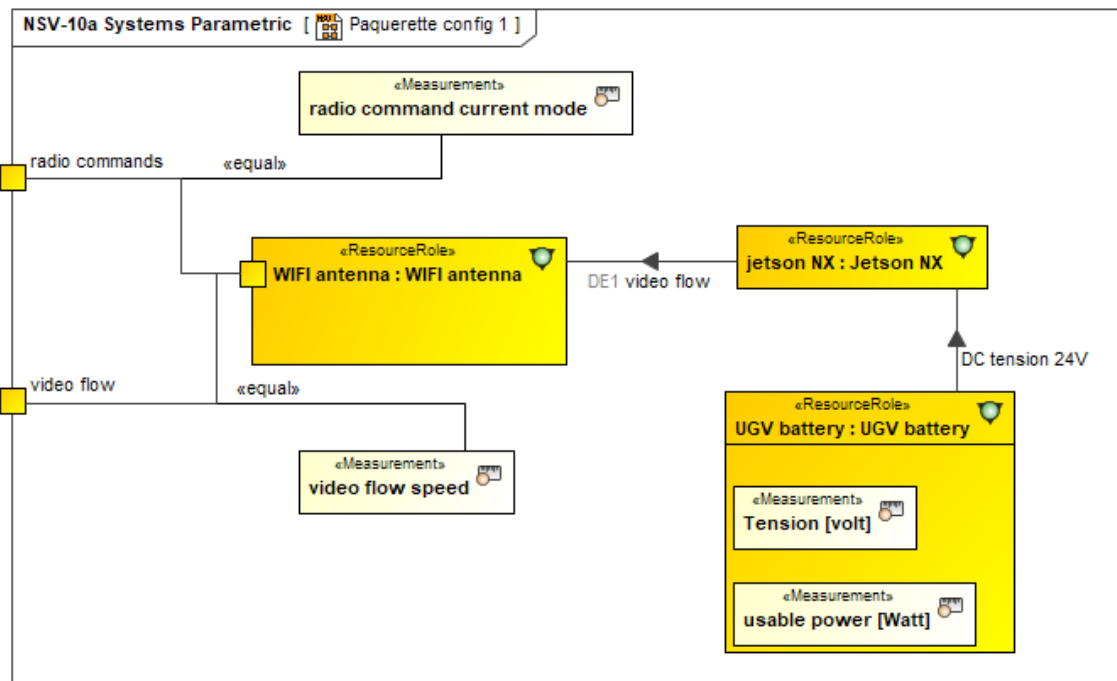 NSV-10a Systems Parametric [ Paquerette config 1 ]
«Measurement»
radio command current mode
radio commands
«equal»
«ResourceRole»
WIFI antenna : WIFI antenna
«ResourceRole»
jetson NX : Jetson NX
DE1 video flow
DC tension 24V
video flow
«equal»
«ResourceRole»
UGV battery : UGV battery
«Measurement»
video flow speed
«Measurement»
Tension [volt]
«Measurement»
usable power [Watt]